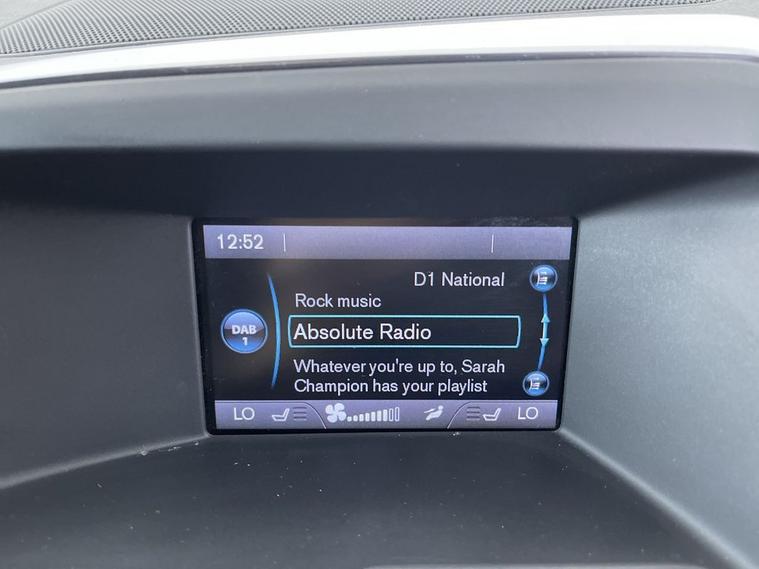 12:52
D1 National
Rock music
DAB
1
Absolute Radio
Whatever you're up to, Sarah
Champion has your playlist
LO
LO